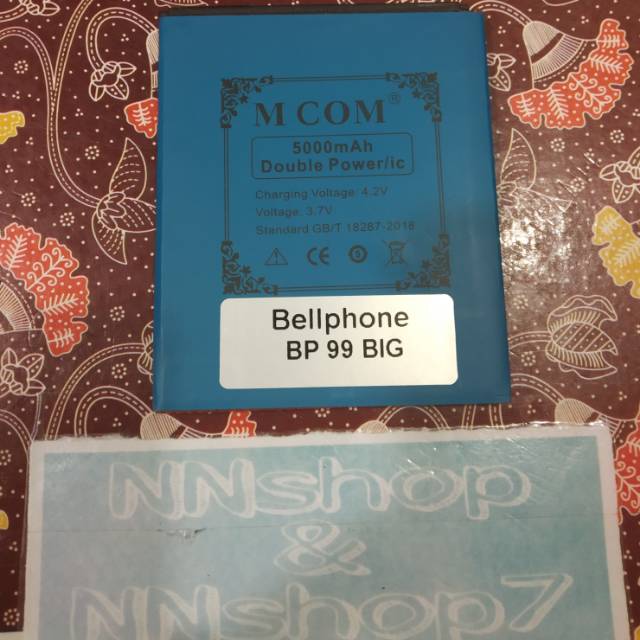 M COM®
5000mAh
Double Power/ic
Charging Voltage: 4.2V
Voltage: 3.7V
Standard GB/T 18287-2018
CE
Bellphone
BP 99 BIG
NNshop
&
NNshop7